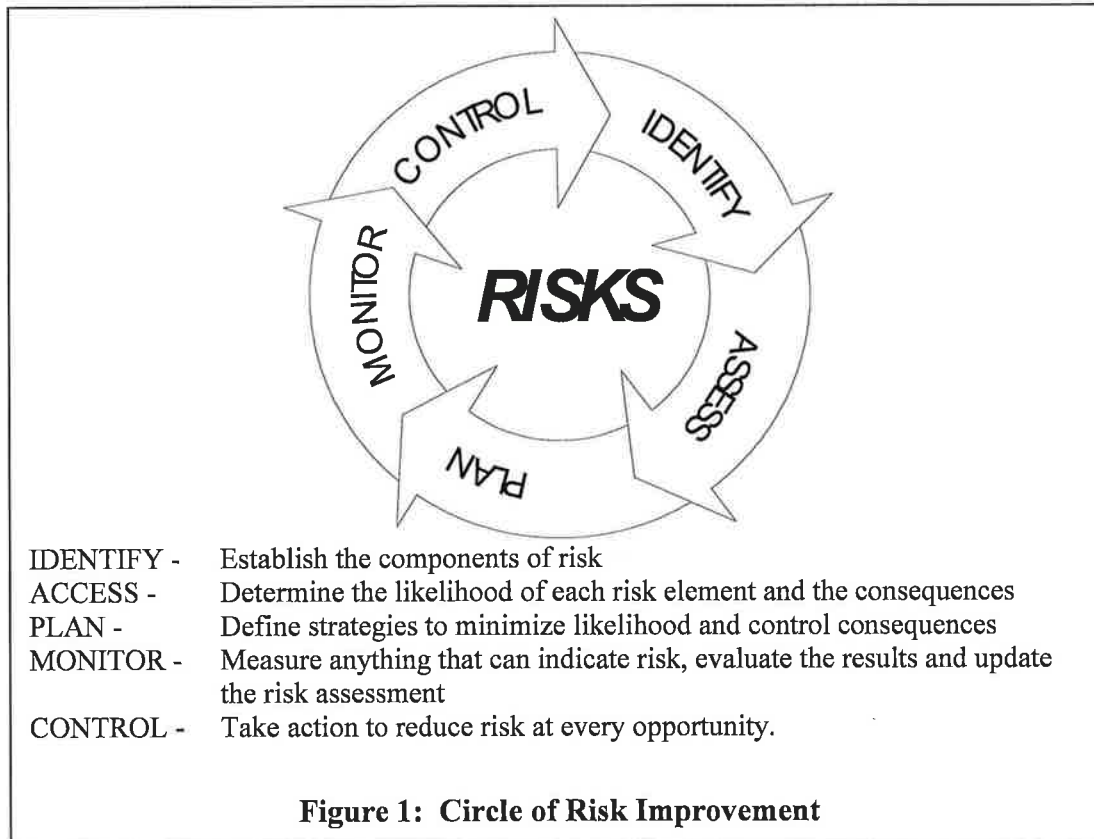 CONTROL
IDENTIFY
ASSESS
PLAN
MONITOR
RISKS
IDENTIFY - Establish the components of risk
ACCESS - Determine the likelihood of each risk element and the consequences
PLAN - Define strategies to minimize likelihood and control consequences
MONITOR - Measure anything that can indicate risk, evaluate the results and update
the risk assessment
CONTROL - Take action to reduce risk at every opportunity.
Figure 1: Circle of Risk Improvement